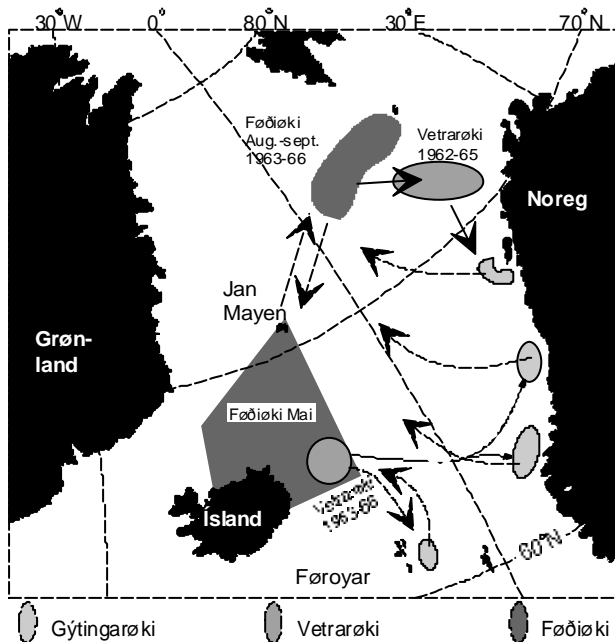 30°W 0° 80°N 30°E 70°N
Føðiøki
Aug.-sept.
1963-66
Vetrarøki
1962-65
Noreg
Jan
Mayen
Grøn-
land
Føðiøki Mai
Ísland
Vetrarøki
1963-66
60°N
Føroyar
Gýtingarøki
Vetrarøki
Føðiøki